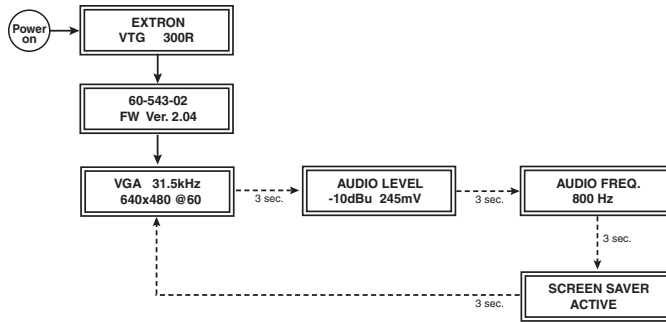 Power
on
EXTRON
VTG 300R
60-543-02
FW Ver. 2.04
VGA 31.5kHz
640x480 @60
3 sec.
AUDIO LEVEL
-10dBu 245mV
3 sec.
AUDIO FREQ.
800 Hz
3 sec.
SCREEN SAVER
ACTIVE
3 sec.